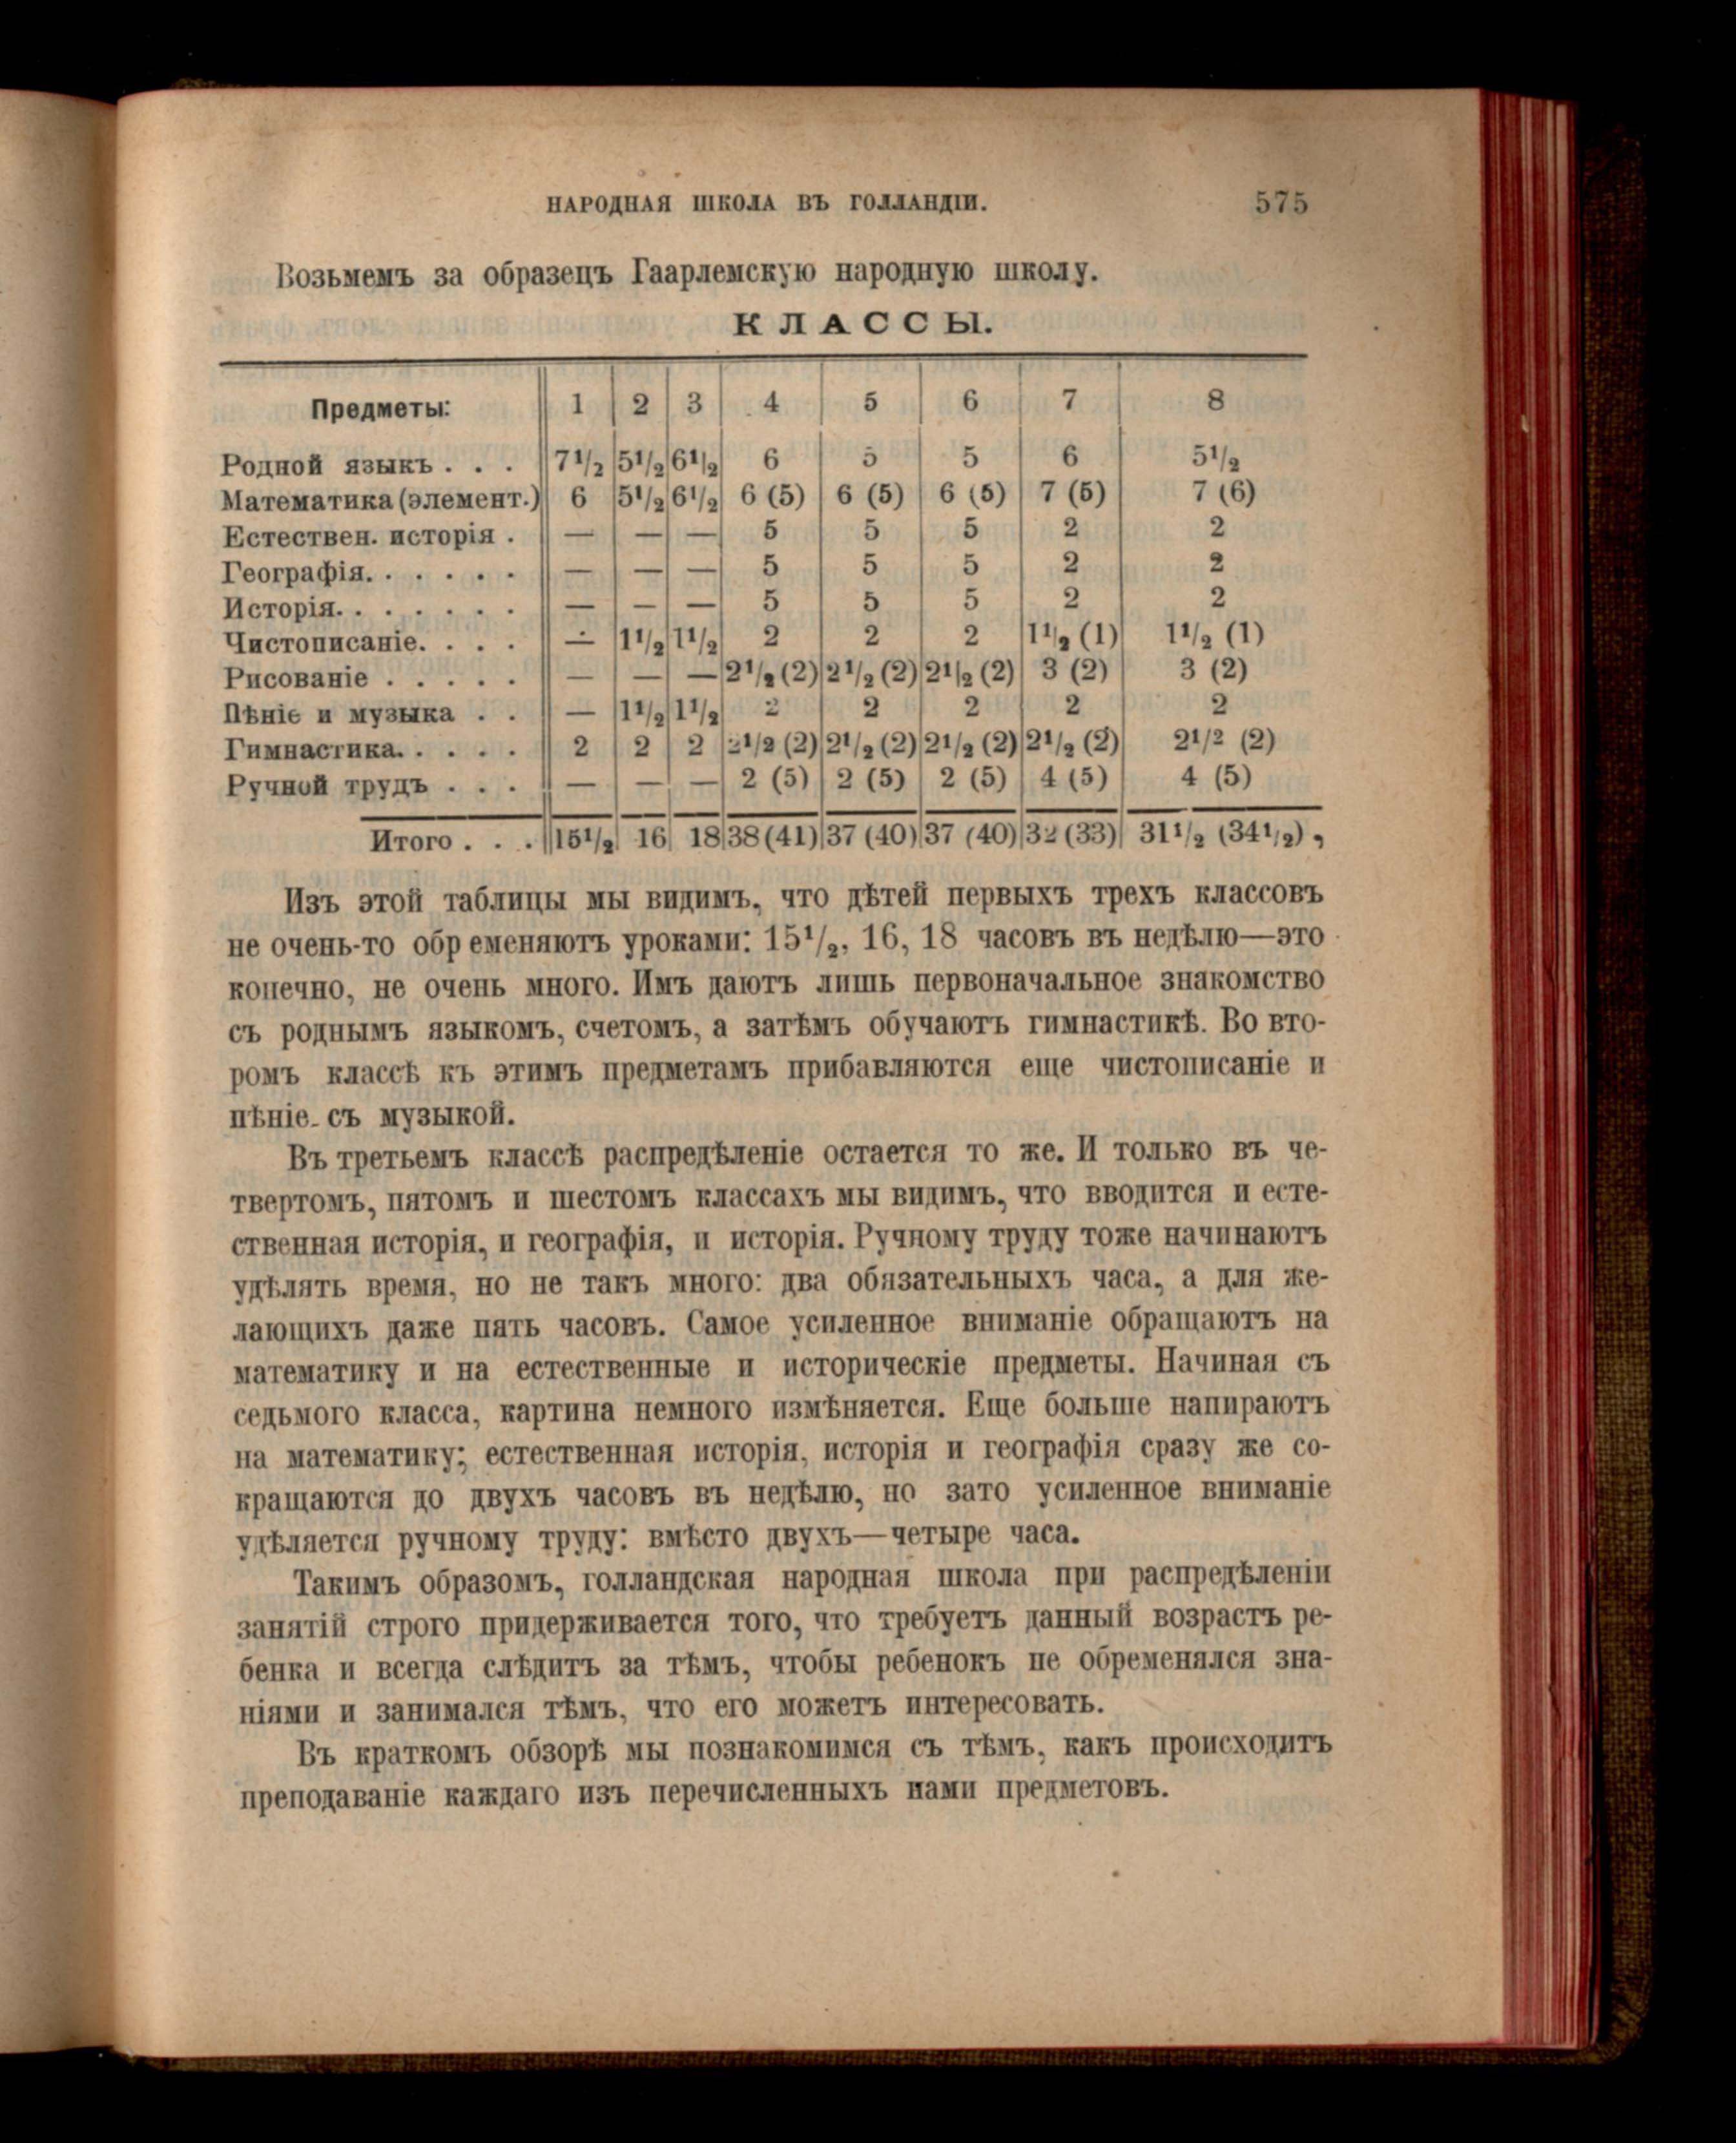 НАРОДНАЯ ШКОЛА ВЪ ГОЛЛАНДІИ. 575
Возьмемъ за образецъ Гаарлемскую народную школу.
КЛАССЫ.
Предметы: 1 2 3 4 5 6 7 8
Родной языкъ . . . 7¹/₂ 5¹/₂ 6¹/₂ 6 5 5 6 5¹/₂
Математика (элемент.) 6 5¹/₂ 6¹/₂ 6 (5) 6 (5) 6 (5) 7 (5) 7 (6)
Естествен. исторія . — — — 5 5 5 2 2
Географія. . . . . . — — — 5 5 5 2 2
Исторія. . . . . . . — — — 5 5 5 2 2
Чистописаніе. . . . — 1¹/₂ 1¹/₂ 2 2 2 1¹/₂ (1) 1¹/₂ (1)
Рисованіе . . . . . — — — 2¹/₂ (2) 2¹/₂ (2) 2¹/₂ (2) 3 (2) 3 (2)
Пѣніе и музыка . . — 1¹/₂ 1¹/₂ 2 2 2 2 2
Гимнастика. . . . . 2 2 2 2¹/₂ (2) 2¹/₂ (2) 2¹/₂ (2) 2¹/₂ (2) 2¹/₂ (2)
Ручной трудъ . . . — — — 2 (5) 2 (5) 2 (5) 4 (5) 4 (5)
Итого . . . 15¹/₂ 16 18 38 (41) 37 (40) 37 (40) 32 (33) 31¹/₂ (34¹/₂) ,
Изъ этой таблицы мы видимъ, что дѣтей первыхъ трехъ классовъ
не очень-то обр еменяютъ уроками: 15¹/₂, 16, 18 часовъ въ недѣлю—это
конечно, не очень много. Имъ даютъ лишь первоначальное знакомство
съ роднымъ языкомъ, счетомъ, а затѣмъ обучаютъ гимнастикѣ. Во вто-
ромъ классѣ къ этимъ предметамъ прибавляются еще чистописаніе и
пѣніе съ музыкой.
Въ третьемъ классѣ распредѣленіе остается то же. И только въ че-
твертомъ, пятомъ и шестомъ классахъ мы видимъ, что вводится и есте-
ственная исторія, и географія, и исторія. Ручному труду тоже начинаютъ
удѣлять время, но не такъ много: два обязательныхъ часа, а для же-
лающихъ даже пять часовъ. Самое усиленное вниманіе обращаютъ на
математику и на естественные и историческіе предметы. Начиная съ
седьмого класса, картина немного измѣняется. Еще больше напираютъ
на математику; естественная исторія, исторія и географія сразу же со-
кращаются до двухъ часовъ въ недѣлю, но зато усиленное вниманіе
удѣляется ручному труду: вмѣсто двухъ—четыре часа.
Такимъ образомъ, голландская народная школа при распредѣленіи
занятій строго придерживается того, что требуетъ данный возрастъ ре-
бенка и всегда слѣдитъ за тѣмъ, чтобы ребенокъ не обременялся зна-
ніями и занимался тѣмъ, что его можетъ интересовать.
Въ краткомъ обзорѣ мы познакомимся съ тѣмъ, какъ происходитъ
преподаваніе каждаго изъ перечисленныхъ нами предметовъ.